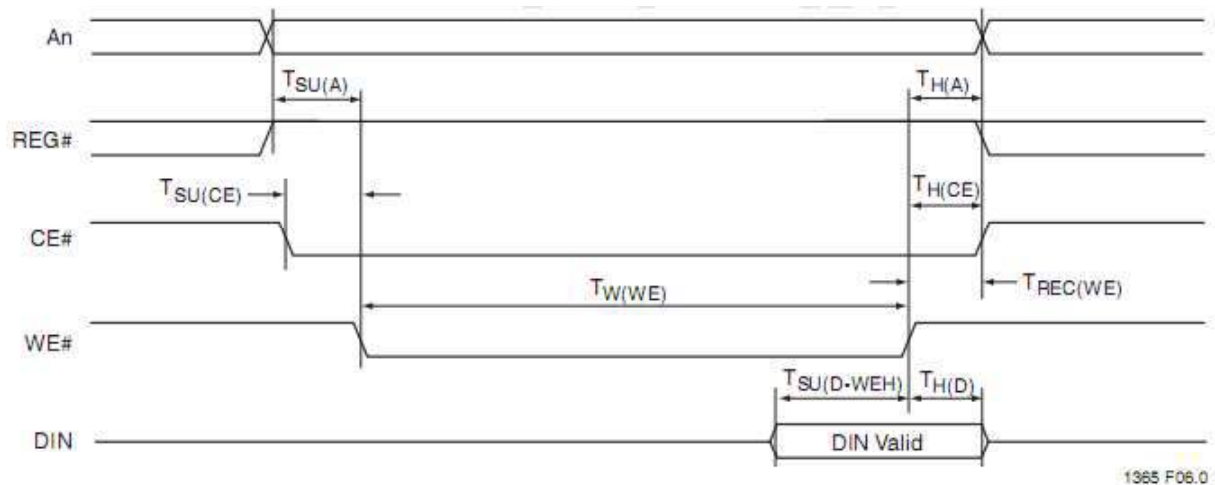 An
TSU(A)
TH(A)
REG#
TSU(CE)
TH(CE)
CE#
TW(WE)
TREC(WE)
WE#
TSU(D-WEH)
TH(D)
DIN
DIN Valid
1365 F06.0